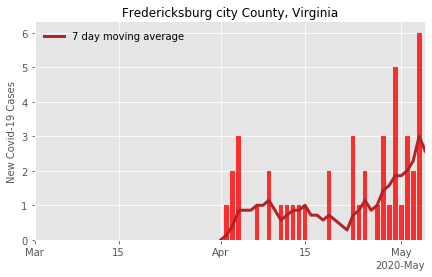 Fredericksburg city County, Virginia
7 day moving average
New Covid-19 Cases
6
5
4
3
2
1
0
Mar 15 Apr 15 May
2020-May